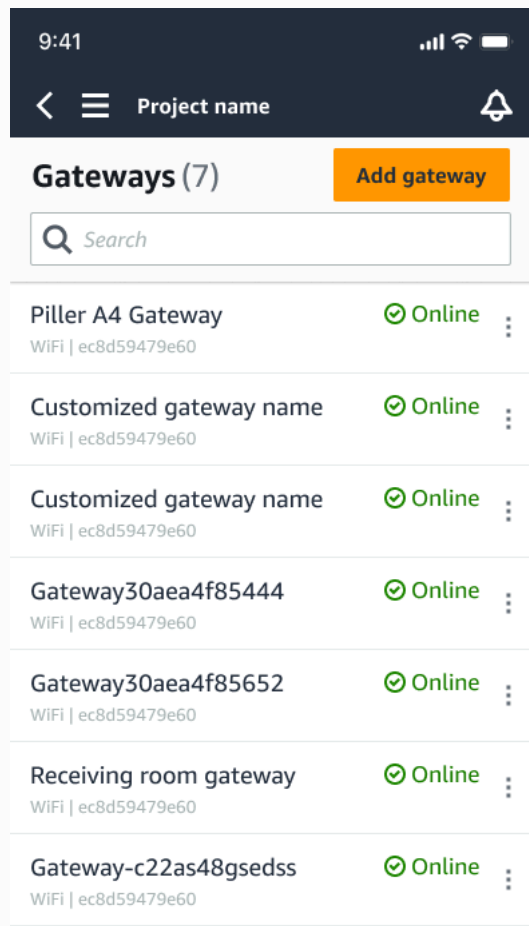 9:41
Project name
Gateways (7)
Add gateway
Search
Piller A4 Gateway
Online
WiFi | ec8d59479e60
Customized gateway name
Online
WiFi | ec8d59479e60
Customized gateway name
Online
WiFi | ec8d59479e60
Gateway30aea4f85444
Online
WiFi | ec8d59479e60
Gateway30aea4f85652
Online
WiFi | ec8d59479e60
Receiving room gateway
Online
WiFi | ec8d59479e60
Gateway-c22as48gsedss
Online
WiFi | ec8d59479e60